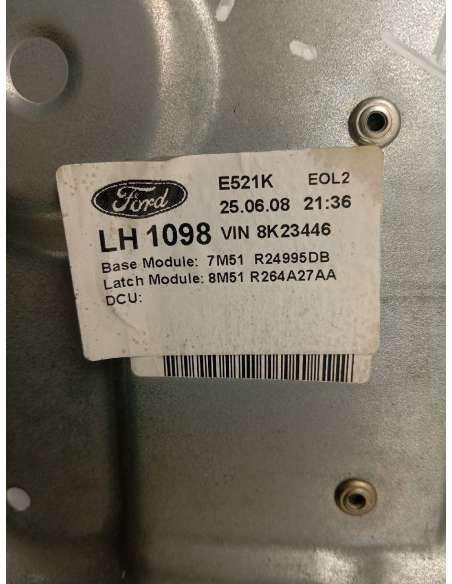 Ford
E521K EOL2
25.06.08 21:36
LH 1098 VIN 8K23446
Base Module: 7M51 R24995DB
Latch Module: 8M51 R264A27AA
DCU: